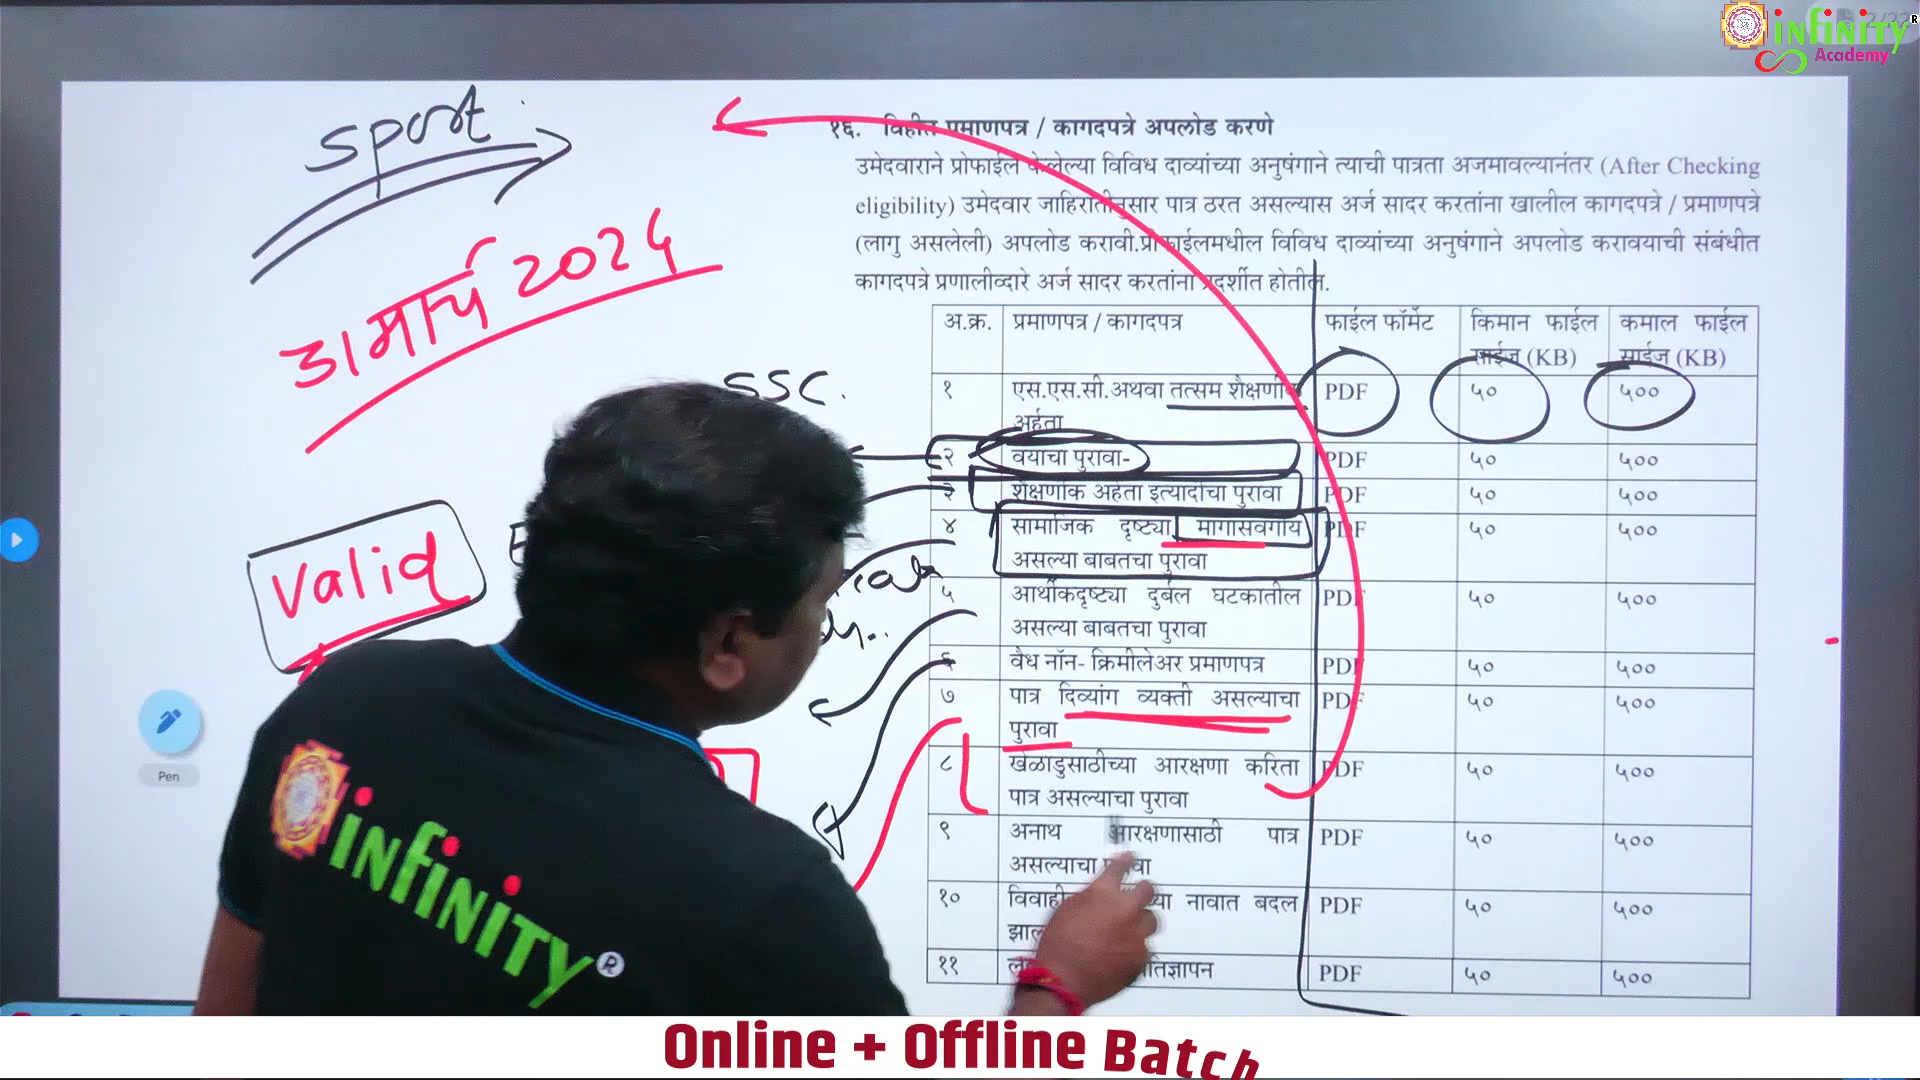 infinity
Academy
sport
३१ मार्च २०२५
SSC.
Valid
Pen
१६. विहीत प्रमाणपत्र / कागदपत्रे अपलोड करणे
उमेदवाराने प्रोफाईल केलेल्या विविध दाव्यांच्या अनुषंगाने त्याची पात्रता अजमावल्यानंतर (After Checking
eligibility) उमेदवार जाहिरातीनुसार पात्र ठरत असल्यास अर्ज सादर करतांना खालील कागदपत्रे / प्रमाणपत्रे
(लागु असलेली) अपलोड करावी.प्रोफाईलमधील विविध दाव्यांच्या अनुषंगाने अपलोड करावयाची संबंधीत
कागदपत्रे प्रणालीव्दारे अर्ज सादर करतांना प्रदर्शीत होतील.
अ.क्र. प्रमाणपत्र / कागदपत्र फाईल फॉर्मेट किमान फाईल कमाल फाईल
साईज (KB) साईज (KB)
१ एस.एस.सी.अथवा तत्सम शैक्षणीक PDF ५० ५००
अर्हता
२ वयाचा पुरावा- PDF ५० ५००
३ शैक्षणीक अर्हता इत्यादीचा पुरावा PDF ५० ५००
४ सामाजिक दृष्ट्या मागासवर्गीय PDF ५० ५००
असल्या बाबतचा पुरावा
५ आर्थीकदृष्ट्या दुर्बल घटकातील PDF ५० ५००
असल्या बाबतचा पुरावा
६ वैध नॉन- क्रिमीलेअर प्रमाणपत्र PDF ५० ५००
७ पात्र दिव्यांग व्यक्ती असल्याचा PDF ५० ५००
पुरावा
८ खेळाडुसाठीच्या आरक्षणा करिता PDF ५० ५००
पात्र असल्याचा पुरावा
९ अनाथ आरक्षणासाठी पात्र PDF ५० ५००
असल्याचा पुरावा
१० नावात बदल PDF ५० ५००
११ PDF ५० ५००
infinity®
Online + Offline Batch